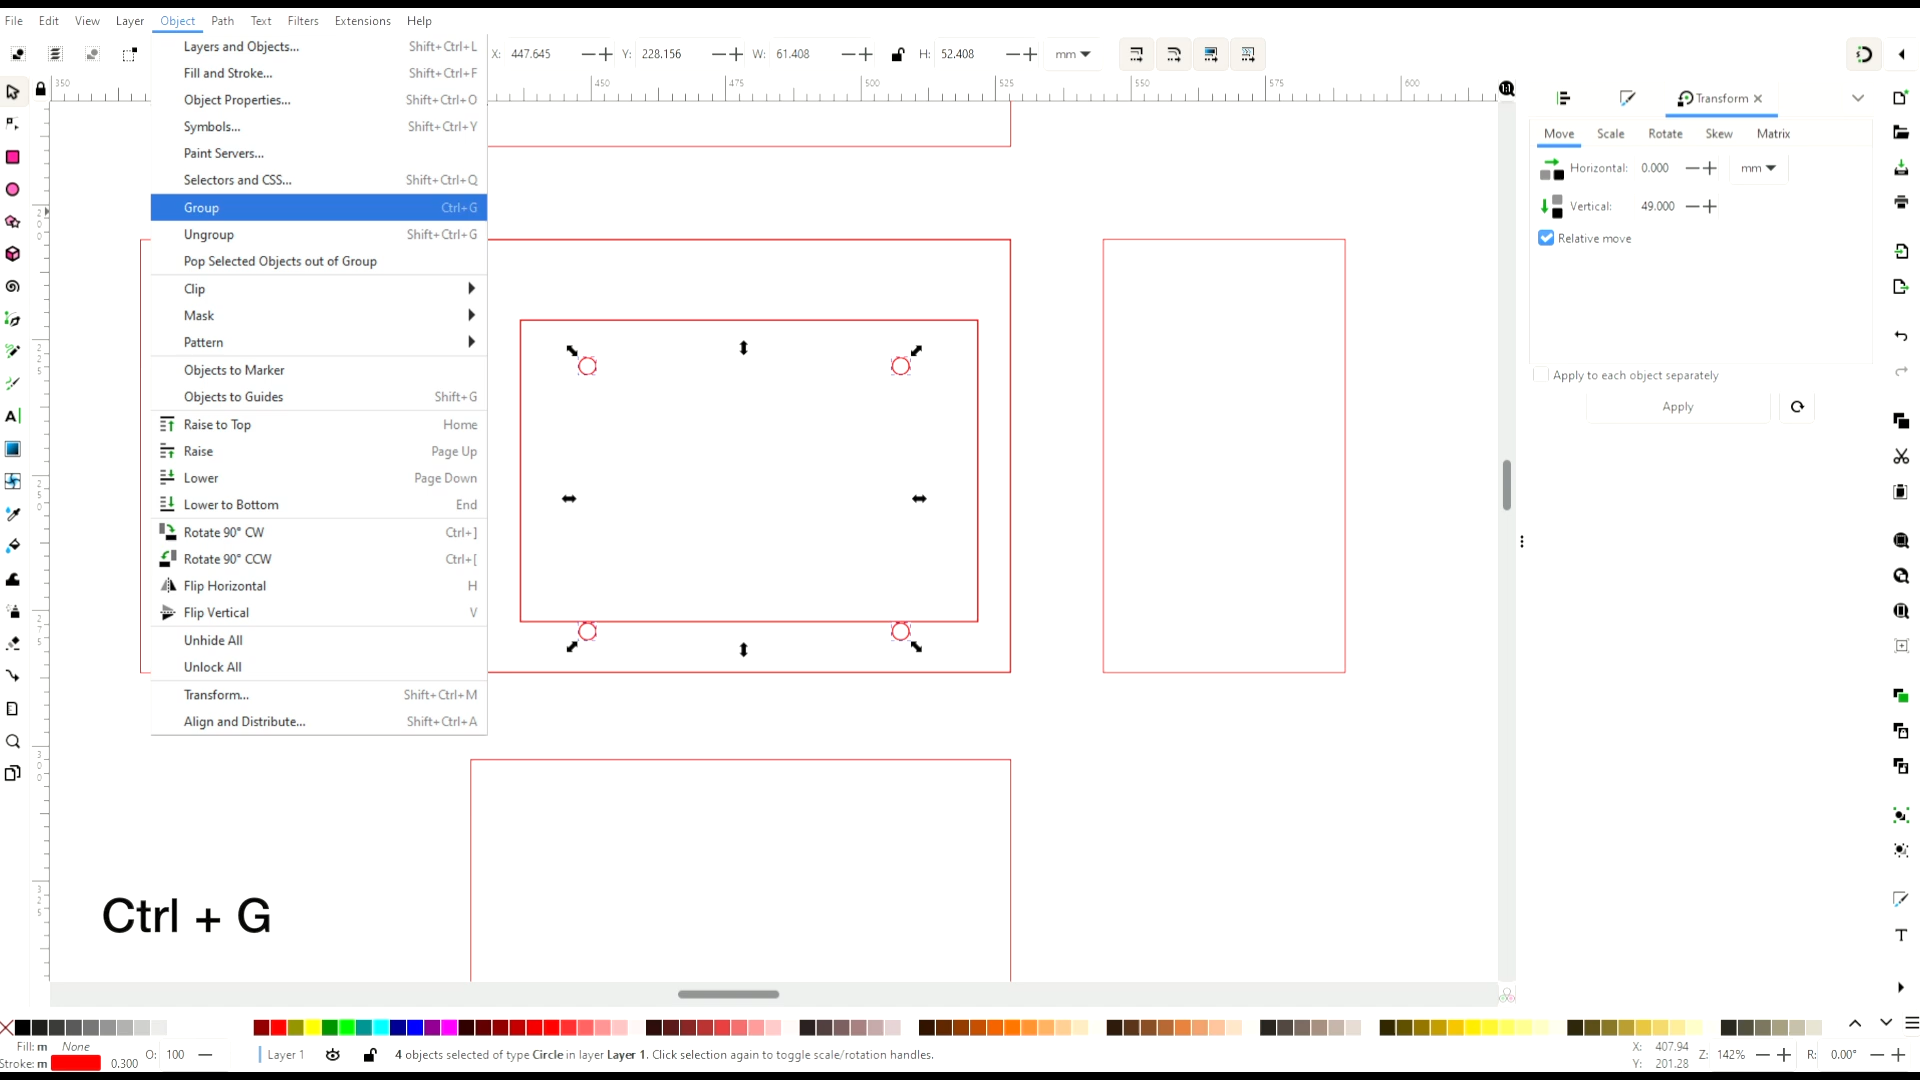 File Edit View Layer Object Path Text Filters Extensions Help
X: 447.645 Y: 228.156 W: 61.408 H: 52.408 mm
350 450 475 500 525 550 575 600
Layers and Objects... Shift+Ctrl+L
Fill and Stroke... Shift+Ctrl+F
Object Properties... Shift+Ctrl+O
Symbols... Shift+Ctrl+Y
Paint Servers...
Selectors and CSS... Shift+Ctrl+Q
Group Ctrl+G
Ungroup Shift+Ctrl+G
Pop Selected Objects out of Group
Clip
Mask
Pattern
Objects to Marker
Objects to Guides Shift+G
Raise to Top Home
Raise Page Up
Lower Page Down
Lower to Bottom End
Rotate 90° CW Ctrl+]
Rotate 90° CCW Ctrl+[
Flip Horizontal H
Flip Vertical V
Unhide All
Unlock All
Transform... Shift+Ctrl+M
Align and Distribute... Shift+Ctrl+A
Transform
Move Scale Rotate Skew Matrix
Horizontal: 0.000 mm
Vertical: 49.000
Relative move
Apply to each object separately
Apply
Ctrl + G
Fill: m None
Stroke: m 0.300
O: 100
Layer 1
4 objects selected of type Circle in layer Layer 1. Click selection again to toggle scale/rotation handles.
X: 407.94
Y: 201.28
Z: 142%
R: 0.00°